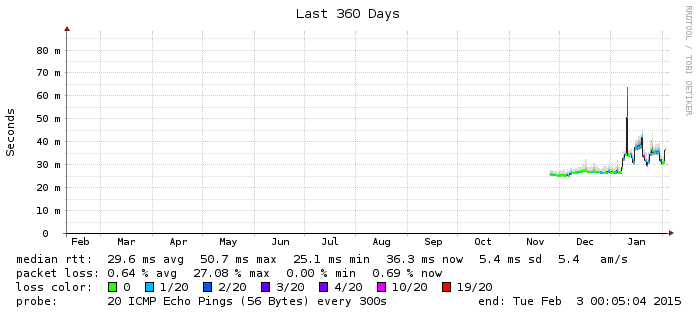 Last 360 Days
RRDTOOL / TOBI OETIKER
Seconds
80 m
70 m
60 m
50 m
40 m
30 m
20 m
10 m
0
Feb Mar Apr May Jun Jul Aug Sep Oct Nov Dec Jan
median rtt: 29.6 ms avg 50.7 ms max 25.1 ms min 36.3 ms now 5.4 ms sd 5.4 am/s
packet loss: 0.64 % avg 27.08 % max 0.00 % min 0.69 % now
loss color: 0 1/20 2/20 3/20 4/20 10/20 19/20
probe: 20 ICMP Echo Pings (56 Bytes) every 300s end: Tue Feb 3 00:05:04 2015